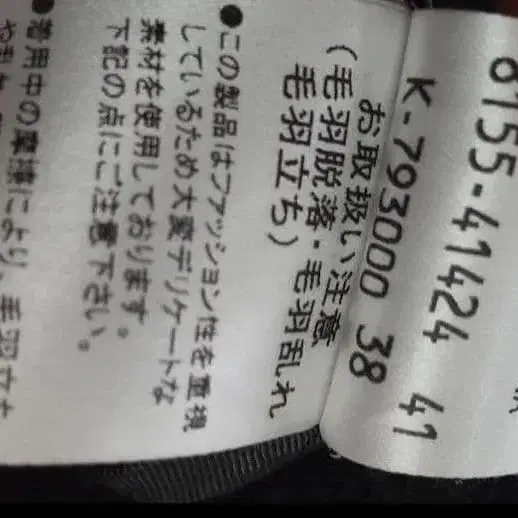 8155-41424 41
K-793000 38
お取扱い注意
(毛羽脱落・毛羽乱れ
毛羽立ち)
●この製品はファッション性を重視
しているため大変デリケートな
素材を使用しております。
下記の点にご注意下さい。
●着用中の摩擦により、毛羽立ち